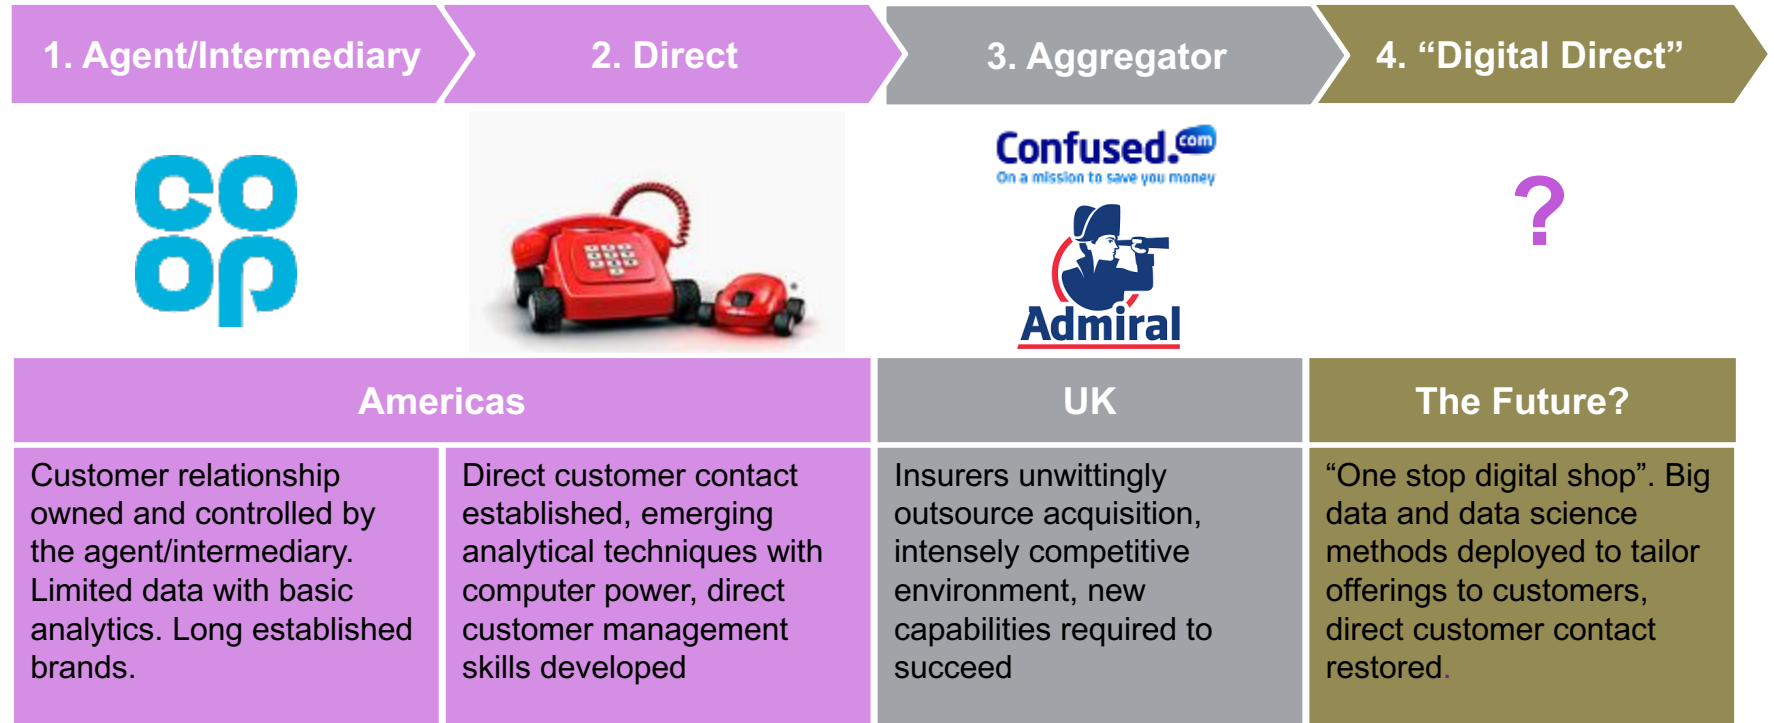 1. Agent/Intermediary
2. Direct
3. Aggregator
4. “Digital Direct”
co
op
Confused.com
On a mission to save you money
Admiral
?
Americas
UK
The Future?
Customer relationship
owned and controlled by
the agent/intermediary.
Limited data with basic
analytics. Long established
brands.
Direct customer contact
established, emerging
analytical techniques with
computer power, direct
customer management
skills developed
Insurers unwittingly
outsource acquisition,
intensely competitive
environment, new
capabilities required to
succeed
“One stop digital shop”. Big
data and data science
methods deployed to tailor
offerings to customers,
direct customer contact
restored.